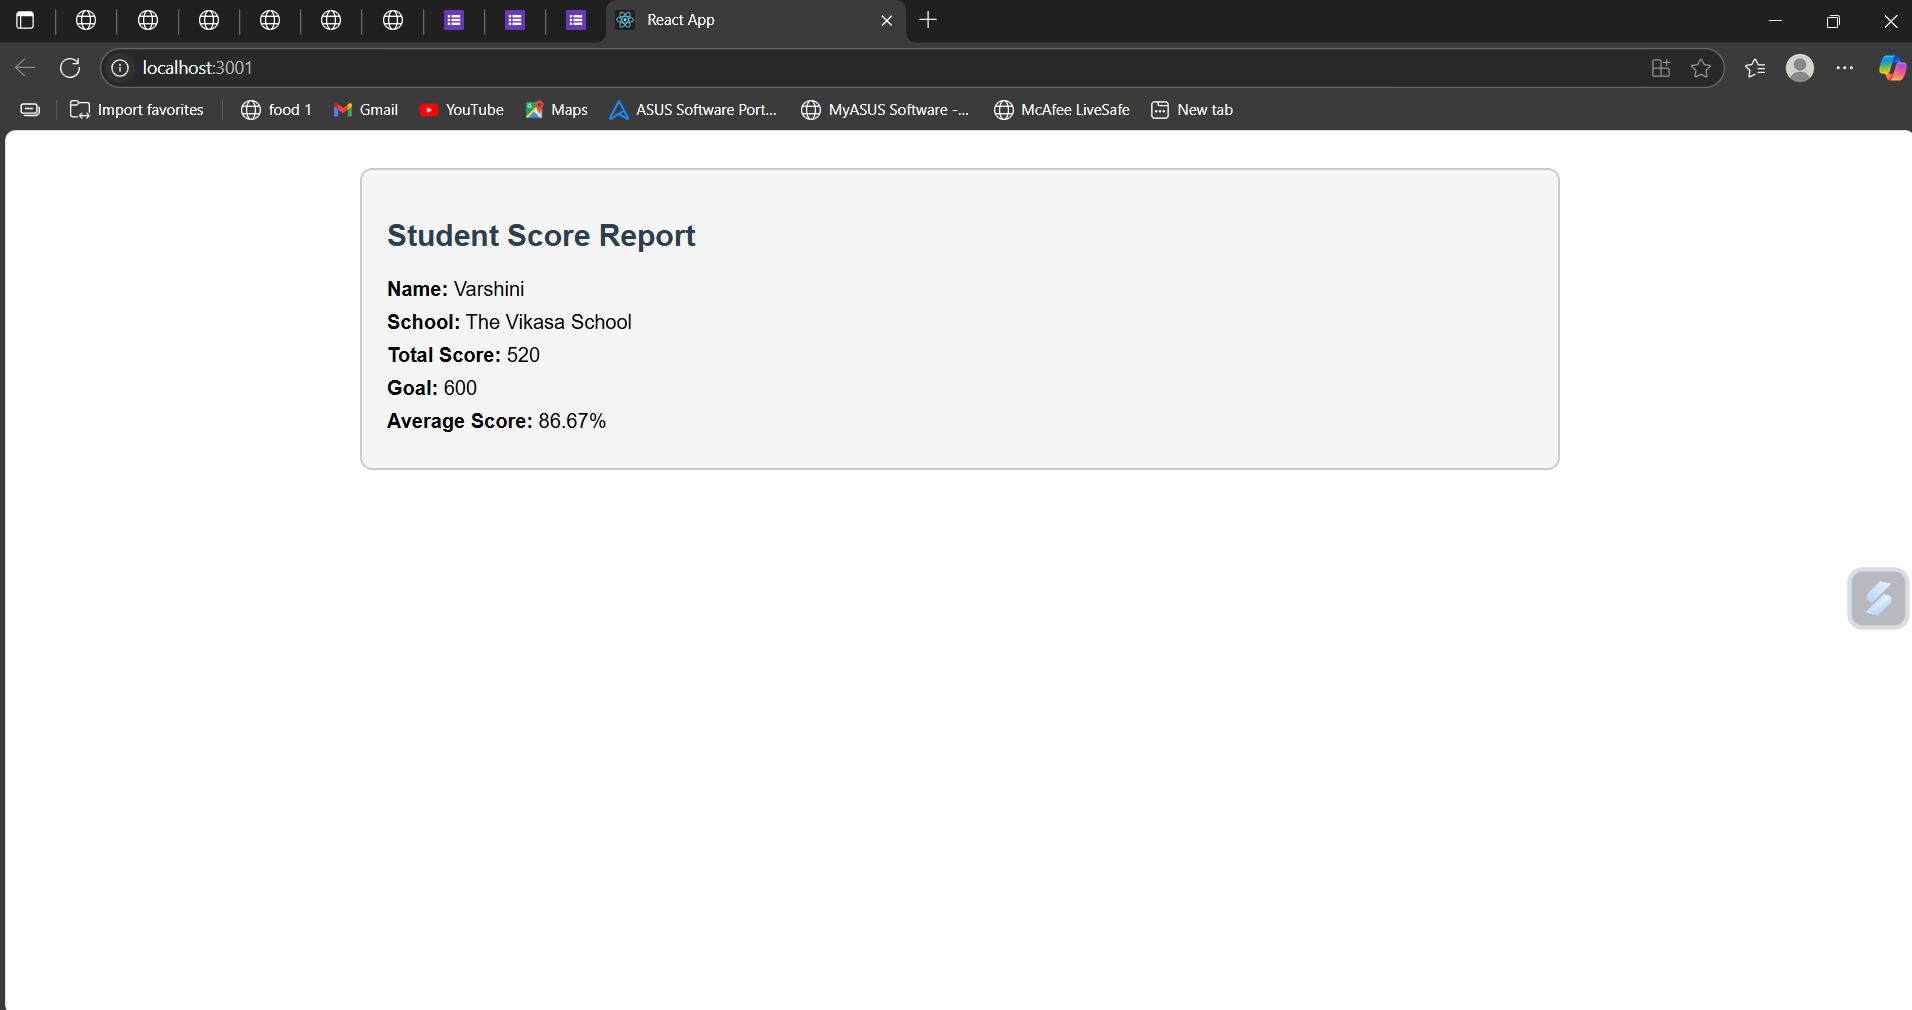 React App
localhost:3001
Import favorites food 1 Gmail YouTube Maps ASUS Software Port... MyASUS Software -... McAfee LiveSafe New tab
Student Score Report
Name: Varshini
School: The Vikasa School
Total Score: 520
Goal: 600
Average Score: 86.67%